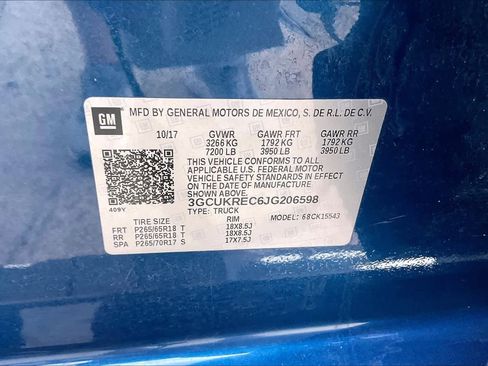 GM
MFD BY GENERAL MOTORS DE MEXICO, S. DE R.L. DE C.V.
10/17 GVWR GAWR FRT GAWR RR
3266 KG 1792 KG 1792 KG
7200 LB 3950 LB 3950 LB
THIS VEHICLE CONFORMS TO ALL
APPLICABLE U.S. FEDERAL MOTOR
VEHICLE SAFETY STANDARDS IN EFFECT
ON THE DATE OF MANUFACTURE SHOWN
ABOVE.
409Y 3GCUKREC6JG206598
TYPE: TRUCK MODEL: 68CK15543
TIRE SIZE RIM
FRT P265/65R18 T 18X8.5J
RR P265/65R18 T 18X8.5J
SPA P265/70R17 S 17X7.5J